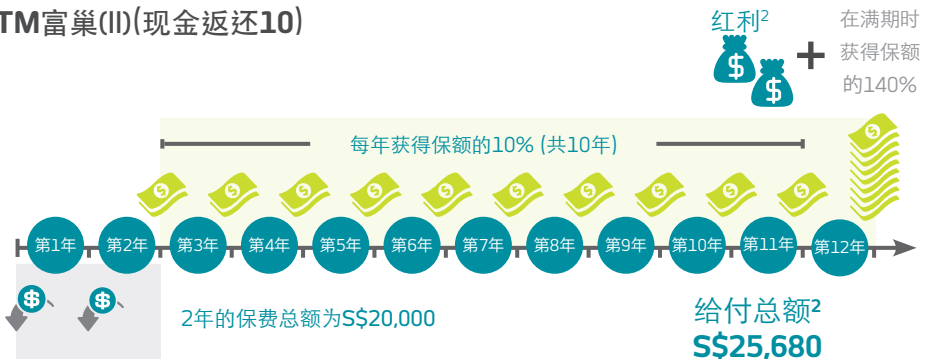 TM富巢(II)(现金返还10)
红利2
在满期时
获得保额
的140%
每年获得保额的10% (共10年)
第1年 第2年 第3年 第4年 第5年 第6年 第7年 第8年 第9年 第10年 第11年 第12年
2年的保费总额为S$20,000
给付总额2
S$25,680